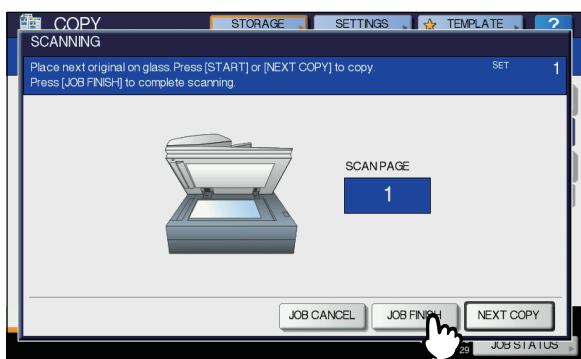 COPY STORAGE SETTINGS TEMPLATE ?
SCANNING
Place next original on glass. Press [START] or [NEXT COPY] to copy.
Press [JOB FINISH] to complete scanning.
SET 1
SCAN PAGE
1
JOB CANCEL JOB FINISH NEXT COPY
29 JOB STATUS